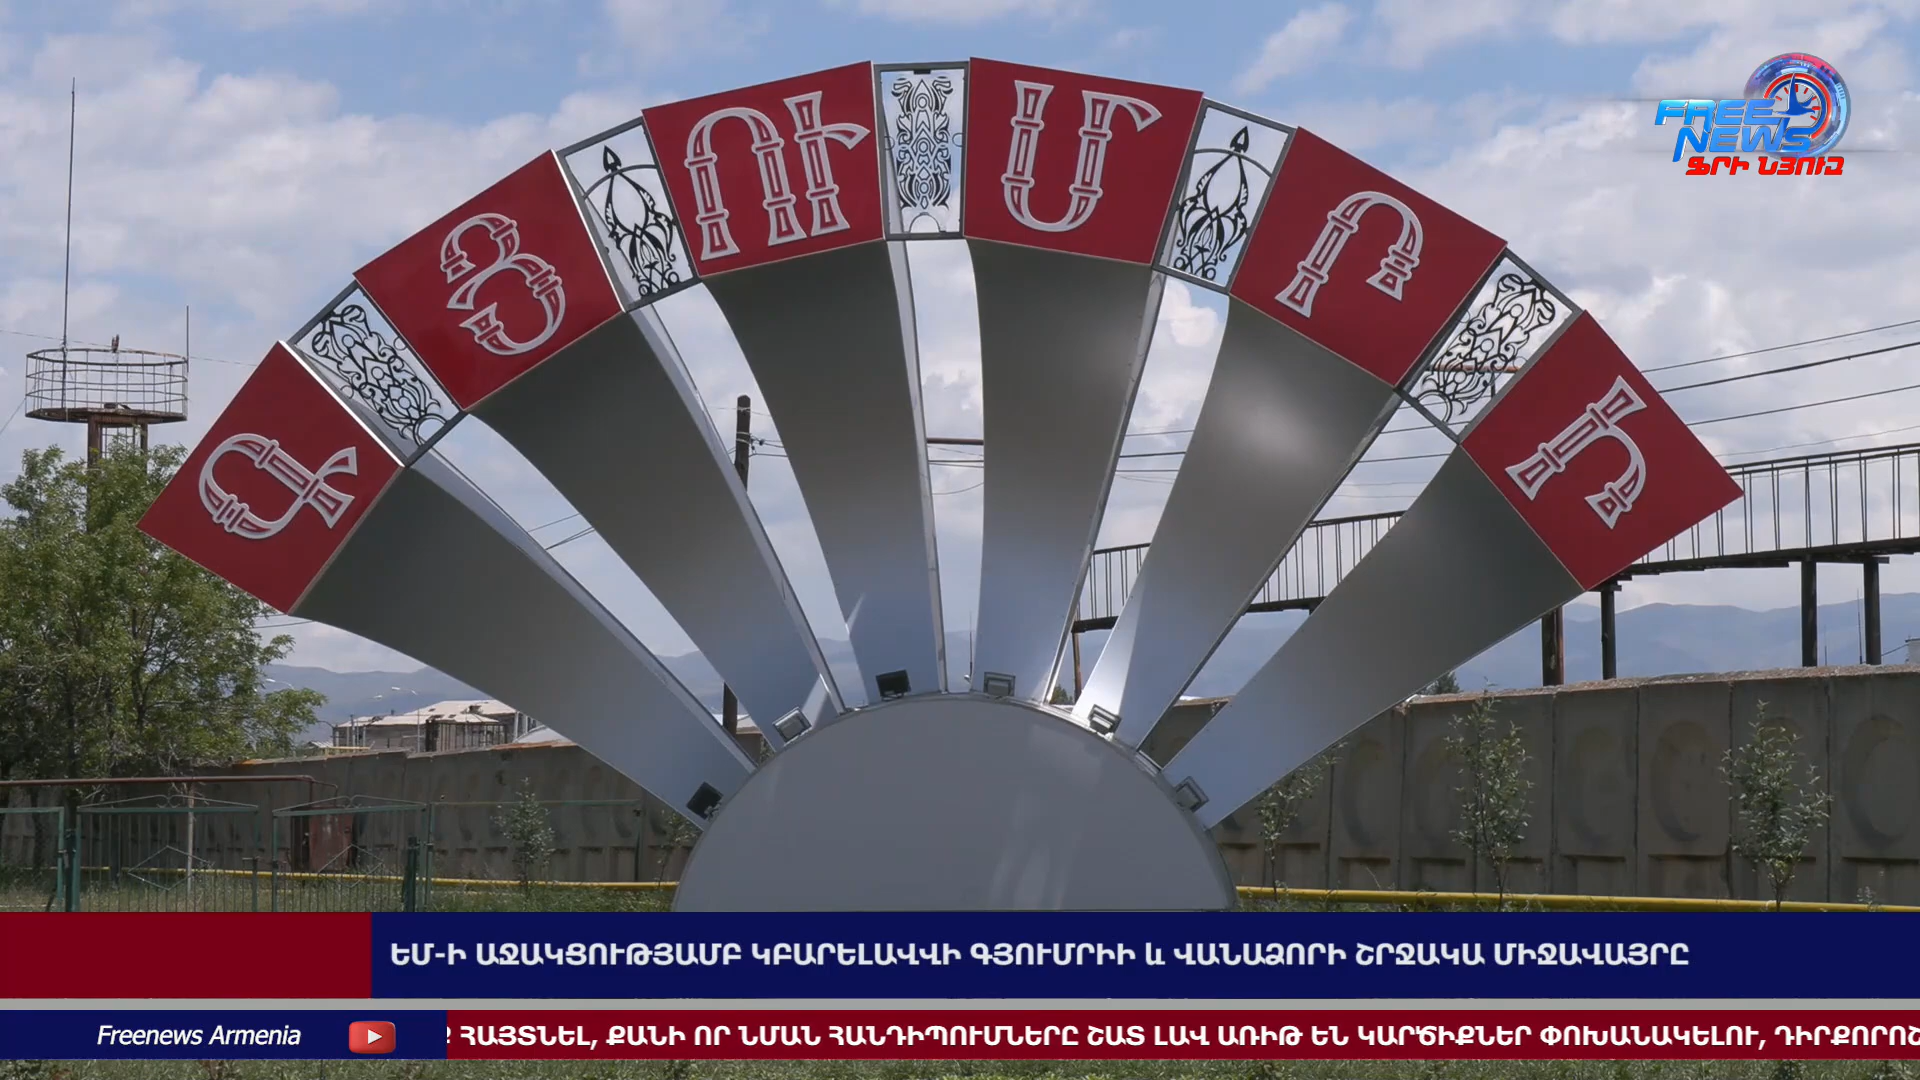 ԳՅՈՒՄՐԻ
FREE
NEWS
ՖՐԻ ՆՅՈՒԶ
ԵՄ-Ի ԱՋԱԿՑՈՒԹՅԱՄԲ ԿԲԱՐԵԼԱՎՎԻ ԳՅՈՒՄՐԻԻ և ՎԱՆԱՁՈՐԻ ՇՐՋԱԿԱ ՄԻՋԱՎԱՅՐԸ
Freenews Armenia
ՀԱՅՏՆԵԼ, ՔԱՆԻ ՈՐ ՆՄԱՆ ՀԱՆԴԻՊՈՒՄՆԵՐԸ ՇԱՏ ԼԱՎ ԱՌԻԹ ԵՆ ԿԱՐԾԻՔՆԵՐ ՓՈԽԱՆԱԿԵԼՈՒ,